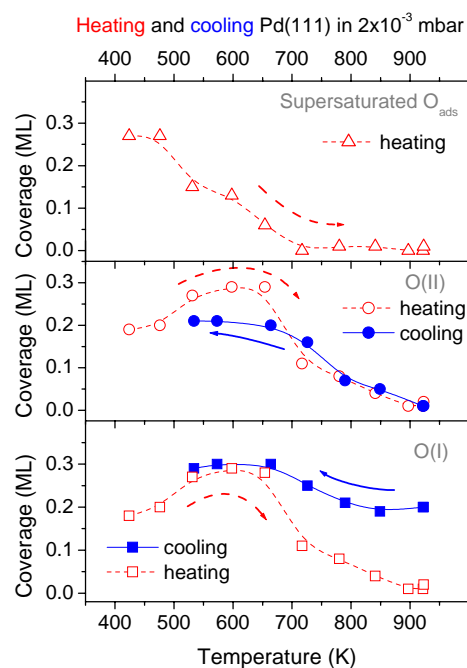 Heating and cooling Pd(111) in 2x10⁻³ mbar
400 500 600 700 800 900
Supersaturated Oₐds
heating
0.3
0.2
0.1
0.0
Coverage (ML)
O(II)
heating
cooling
0.3
0.2
0.1
0.0
Coverage (ML)
O(I)
0.3
0.2
0.1
0.0
Coverage (ML)
cooling
heating
400 500 600 700 800 900
Temperature (K)